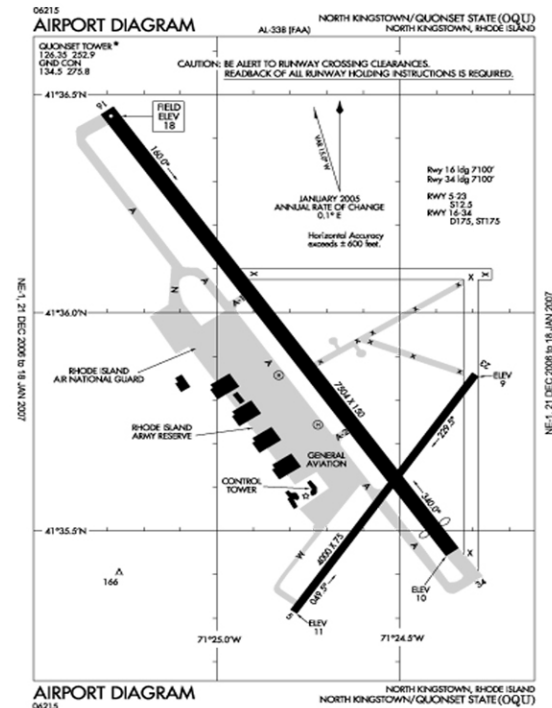 06215
AIRPORT DIAGRAM
AL-338 (FAA)
NORTH KINGSTOWN/QUONSET STATE (OQU)
NORTH KINGSTOWN, RHODE ISLAND
QUONSET TOWER*
126.35 252.9
GND CON
134.5 275.8
CAUTION: BE ALERT TO RUNWAY CROSSING CLEARANCES.
READBACK OF ALL RUNWAY HOLDING INSTRUCTIONS IS REQUIRED.
41°36.5'N
16
FIELD
ELEV
18
160.0°
VAR 15.0° W
JANUARY 2005
ANNUAL RATE OF CHANGE
0.1° E
Horizontal Accuracy
exceeds ±600 feet.
Rwy 16 ldg 7100'
Rwy 34 ldg 7100'
RWY 5-23
S12.5
RWY 16-34
D175, ST175
A
N
A
A-1
X
X
X
41°36.0'N
NE-1, 21 DEC 2006 to 18 JAN 2007
NE-1, 21 DEC 2006 to 18 JAN 2007
RHODE ISLAND
AIR NATIONAL GUARD
A
7504 X 150
23
ELEV
9
229.5°
RHODE ISLAND
ARMY RESERVE
A-2
GENERAL
AVIATION
CONTROL
TOWER
A
340.0°
41°35.5'N
W
4000 X 75
A
X
34
166
049.5°
5
ELEV
11
ELEV
10
71°25.0'W
71°24.5'W
AIRPORT DIAGRAM
06215
NORTH KINGSTOWN, RHODE ISLAND
NORTH KINGSTOWN/QUONSET STATE (OQU)